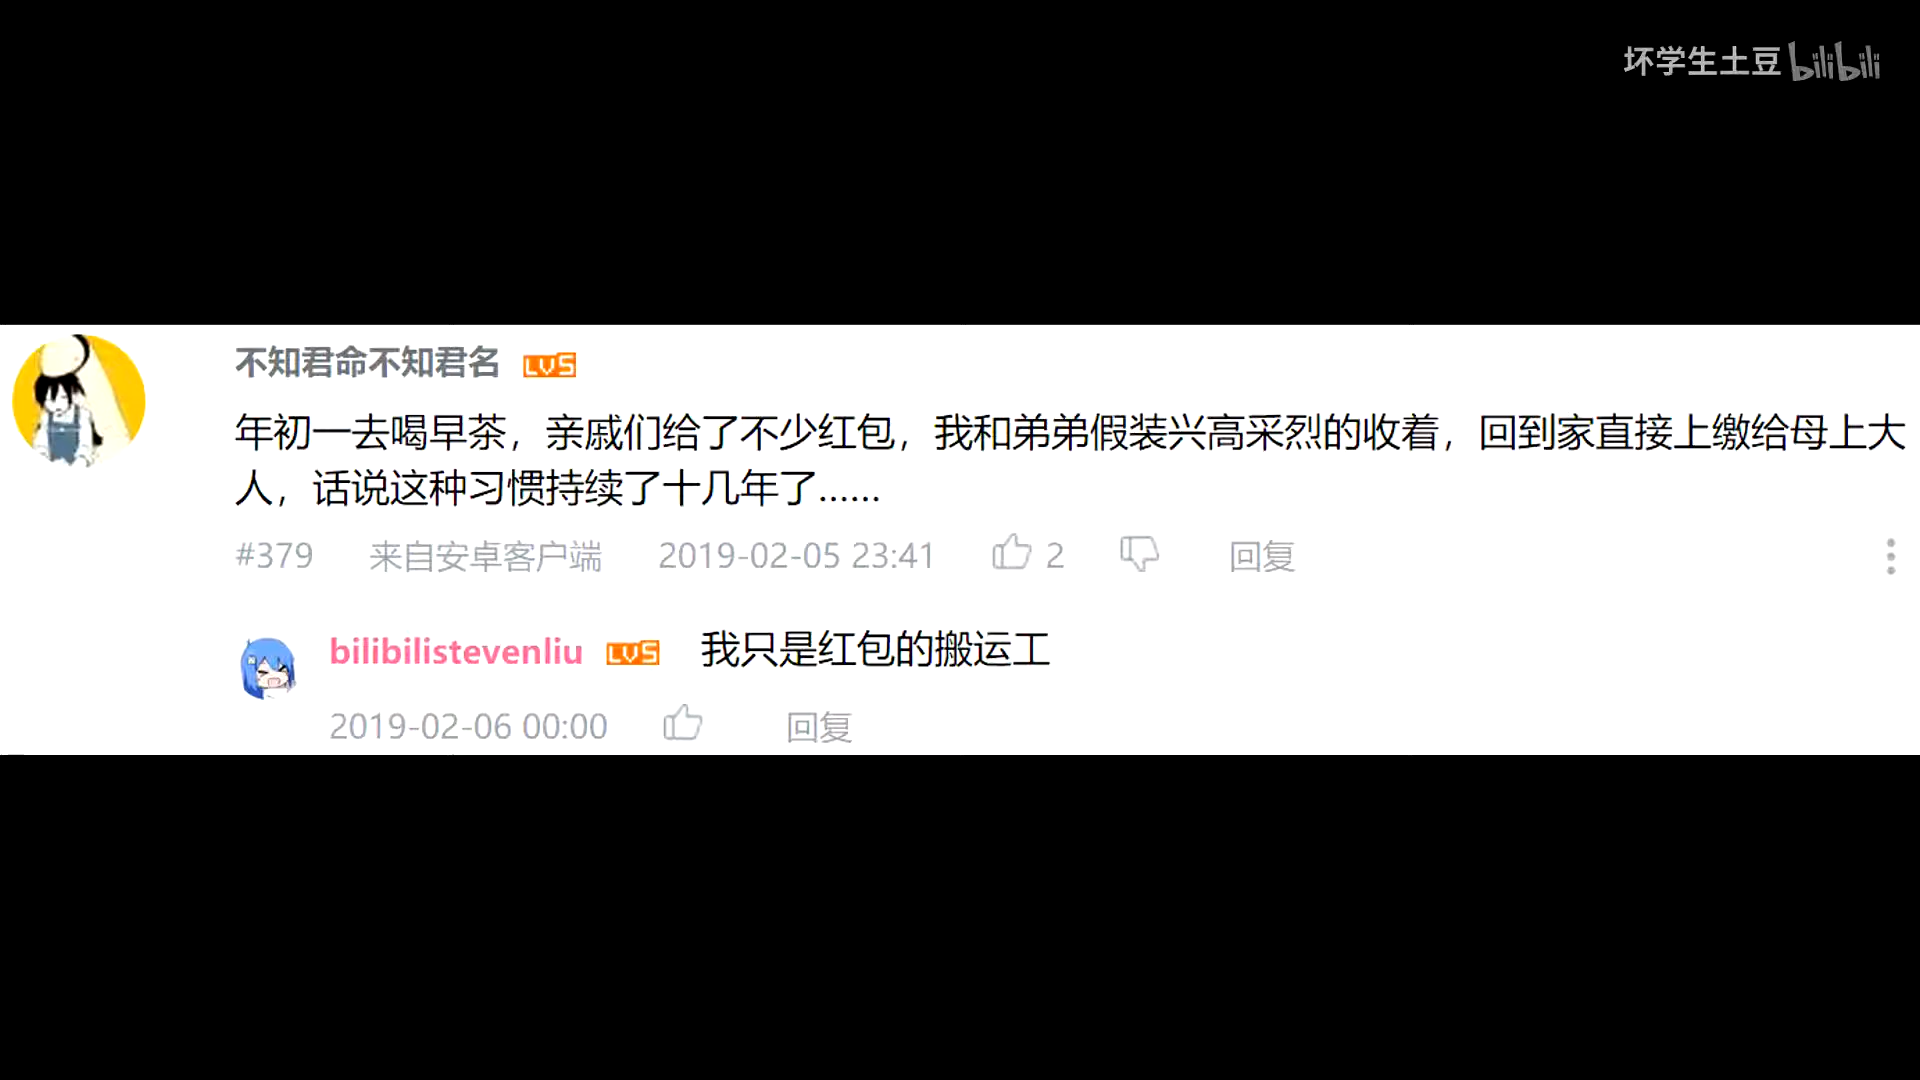 坏学生土豆 bilibili
不知君命不知君名 LV5
年初一去喝早茶，亲戚们给了不少红包，我和弟弟假装兴高采烈的收着，回到家直接上缴给母上大
人，话说这种习惯持续了十几年了……
#379 来自安卓客户端 2019-02-05 23:41 2 回复
bilibilistevenliu LV5 我只是红包的搬运工
2019-02-06 00:00 回复